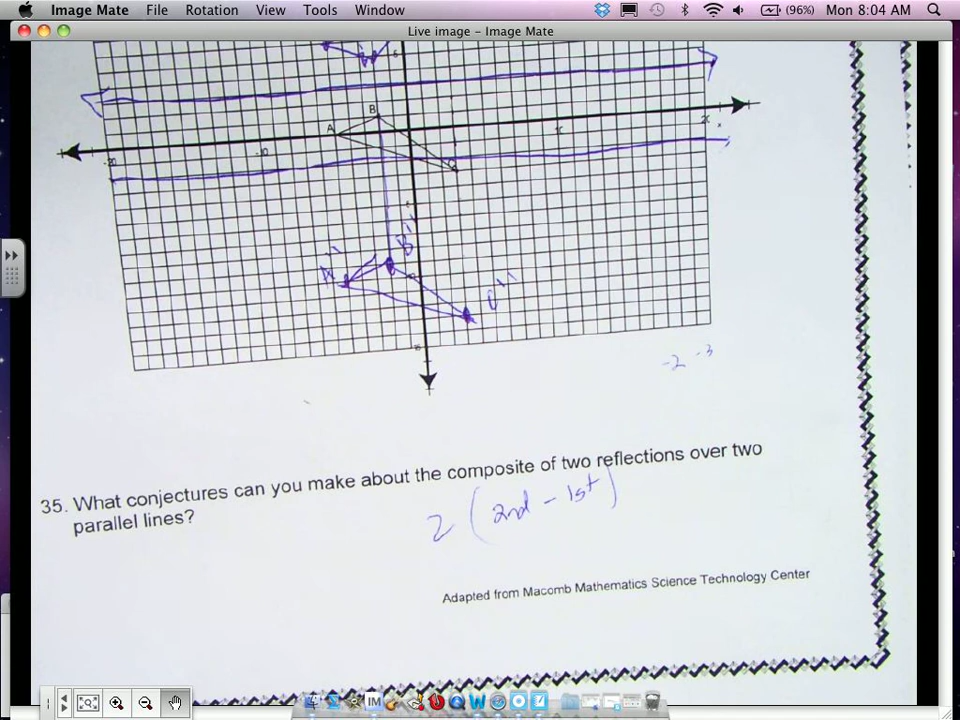 Image Mate File Rotation View Tools Window (96%) Mon 8:04 AM
Live image - Image Mate
5
B
A
20
x
-20
-10
10
C
B''
A''
C''
-2 -3
35. What conjectures can you make about the composite of two reflections over two
parallel lines?
2 (2nd - 1st)
Adapted from Macomb Mathematics Science Technology Center
IM
W